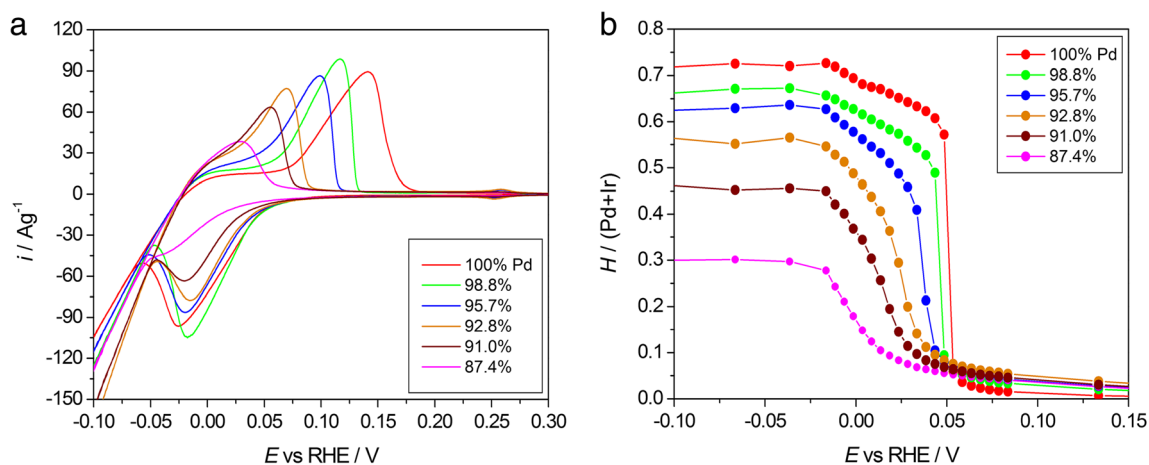 a
120
90
60
30
0
-30
-60
-90
-120
-150
i / Ag-1
-0.10 -0.05 0.00 0.05 0.10 0.15 0.20 0.25 0.30
E vs RHE / V
100% Pd
98.8%
95.7%
92.8%
91.0%
87.4%
b
0.8
0.7
0.6
0.5
0.4
0.3
0.2
0.1
0.0
H / (Pd+Ir)
-0.10 -0.05 0.00 0.05 0.10 0.15
E vs RHE / V
100% Pd
98.8%
95.7%
92.8%
91.0%
87.4%